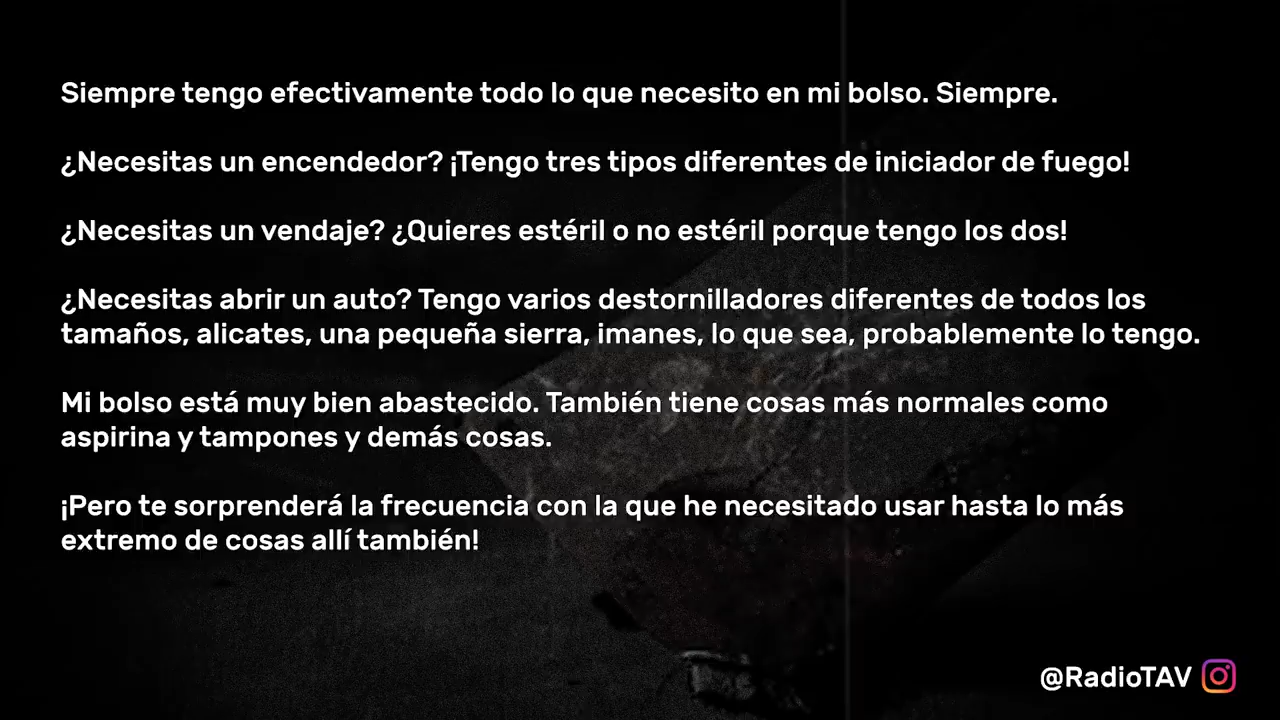 Siempre tengo efectivamente todo lo que necesito en mi bolso. Siempre.
¿Necesitas un encendedor? ¡Tengo tres tipos diferentes de iniciador de fuego!
¿Necesitas un vendaje? ¿Quieres estéril o no estéril porque tengo los dos!
¿Necesitas abrir un auto? Tengo varios destornilladores diferentes de todos los
tamaños, alicates, una pequeña sierra, imanes, lo que sea, probablemente lo tengo.
Mi bolso está muy bien abastecido. También tiene cosas más normales como
aspirina y tampones y demás cosas.
¡Pero te sorprenderá la frecuencia con la que he necesitado usar hasta lo más
extremo de cosas allí también!
@RadioTAV